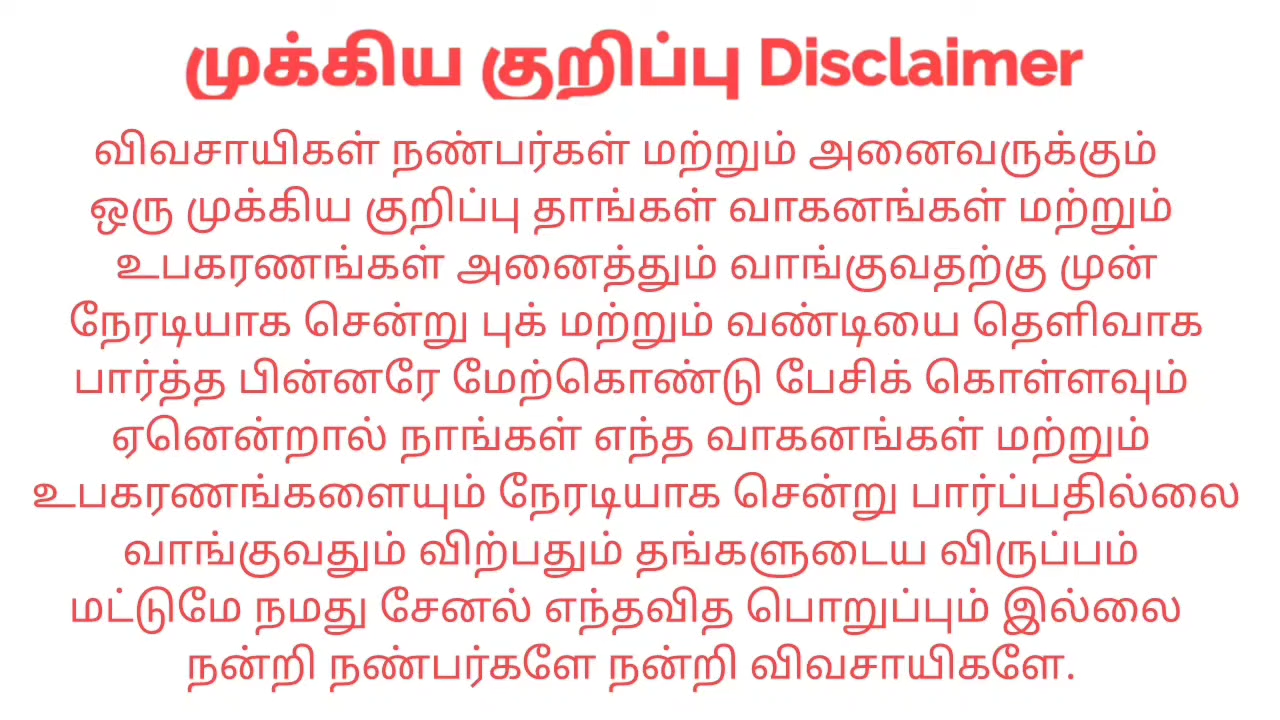 முக்கிய குறிப்பு Disclaimer
விவசாயிகள் நண்பர்கள் மற்றும் அனைவருக்கும்
ஒரு முக்கிய குறிப்பு தாங்கள் வாகனங்கள் மற்றும்
உபகரணங்கள் அனைத்தும் வாங்குவதற்கு முன்
நேரடியாக சென்று புக் மற்றும் வண்டியை தெளிவாக
பார்த்த பின்னரே மேற்கொண்டு பேசிக் கொள்ளவும்
ஏனென்றால் நாங்கள் எந்த வாகனங்கள் மற்றும்
உபகரணங்களையும் நேரடியாக சென்று பார்ப்பதில்லை
வாங்குவதும் விற்பதும் தங்களுடைய விருப்பம்
மட்டுமே நமது சேனல் எந்தவித பொறுப்பும் இல்லை
நன்றி நண்பர்களே நன்றி விவசாயிகளே.